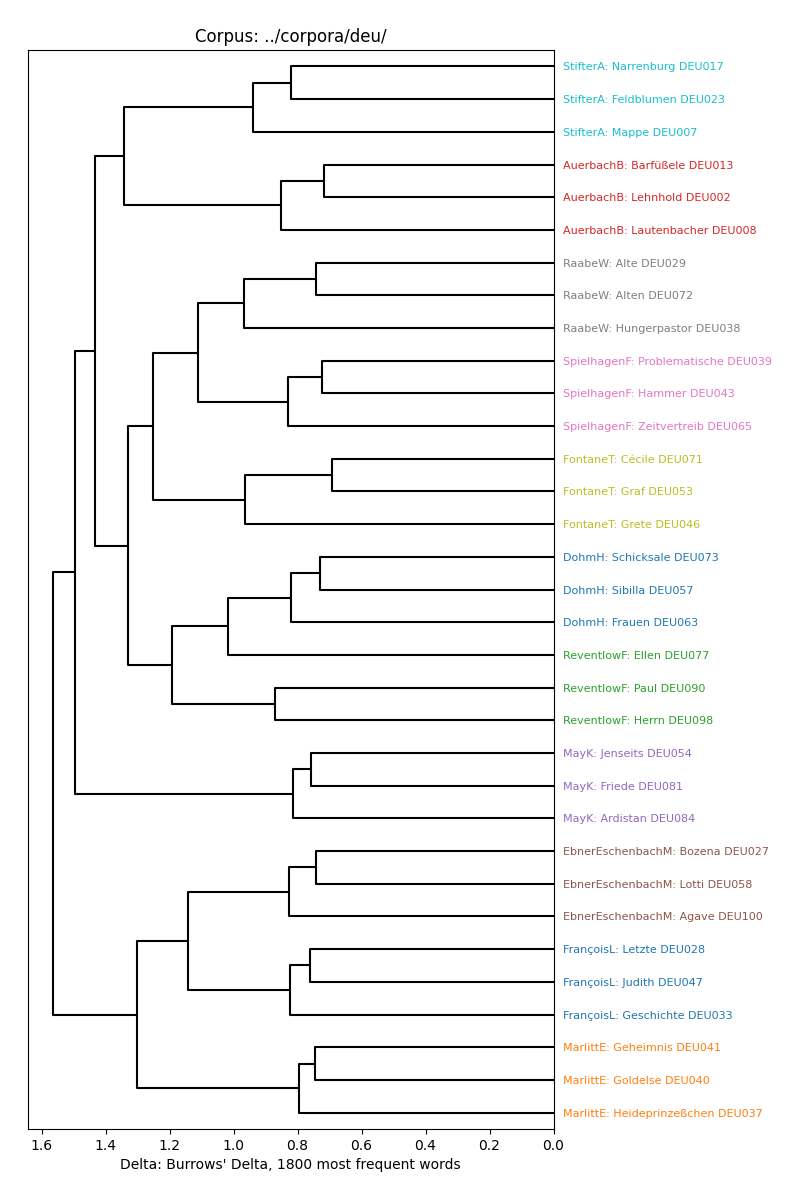 Corpus: ../corpora/deu/
StifterA: Narrenburg DEU017
StifterA: Feldblumen DEU023
StifterA: Mappe DEU007
AuerbachB: Barfüßele DEU013
AuerbachB: Lehnhold DEU002
AuerbachB: Lautenbacher DEU008
RaabeW: Alte DEU029
RaabeW: Alten DEU072
RaabeW: Hungerpastor DEU038
SpielhagenF: Problematische DEU039
SpielhagenF: Hammer DEU043
SpielhagenF: Zeitvertreib DEU065
FontaneT: Cécile DEU071
FontaneT: Graf DEU053
FontaneT: Grete DEU046
DohmH: Schicksale DEU073
DohmH: Sibilla DEU057
DohmH: Frauen DEU063
ReventlowF: Ellen DEU077
ReventlowF: Paul DEU090
ReventlowF: Herrn DEU098
MayK: Jenseits DEU054
MayK: Friede DEU081
MayK: Ardistan DEU084
EbnerEschenbachM: Bozena DEU027
EbnerEschenbachM: Lotti DEU058
EbnerEschenbachM: Agave DEU100
FrançoisL: Letzte DEU028
FrançoisL: Judith DEU047
FrançoisL: Geschichte DEU033
MarlittE: Geheimnis DEU041
MarlittE: Goldelse DEU040
MarlittE: Heideprinzeßchen DEU037
1.6 1.4 1.2 1.0 0.8 0.6 0.4 0.2 0.0
Delta: Burrows' Delta, 1800 most frequent words